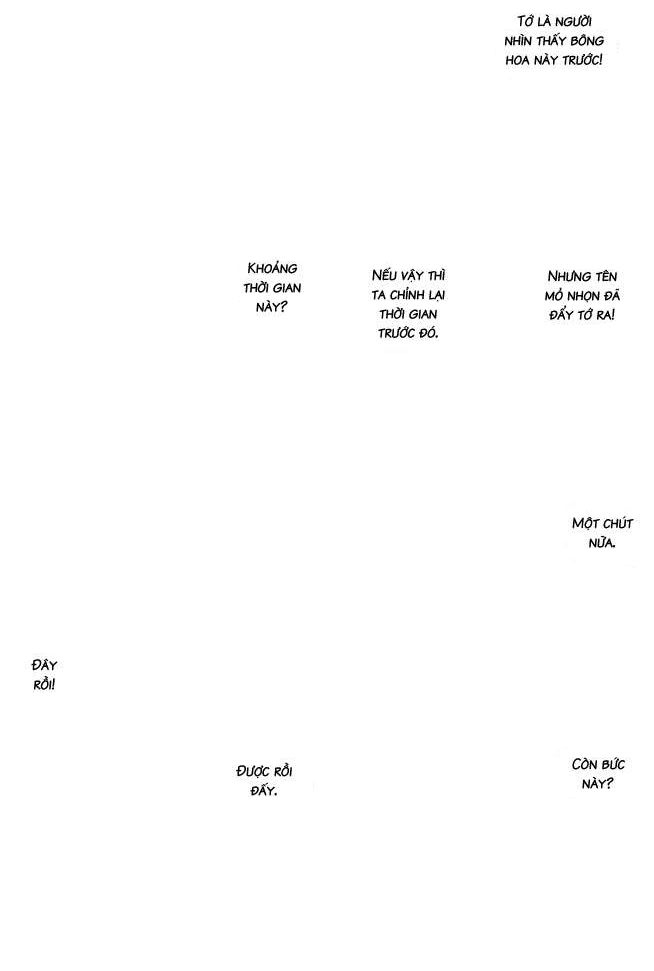 TỚ LÀ NGƯỜI
NHÌN THẤY BÔNG
HOA NÀY TRƯỚC!
NHƯNG TÊN
MỎ NHỌN ĐÃ
ĐẨY TỚ RA!
NẾU VẬY THÌ
TA CHỈNH LẠI
THỜI GIAN
TRƯỚC ĐÓ.
KHOẢNG
THỜI GIAN
NÀY?
MỘT CHÚT
NỮA.
ĐÂY
RỒI!
CÒN BỨC
NÀY?
ĐƯỢC RỒI
ĐẤY.